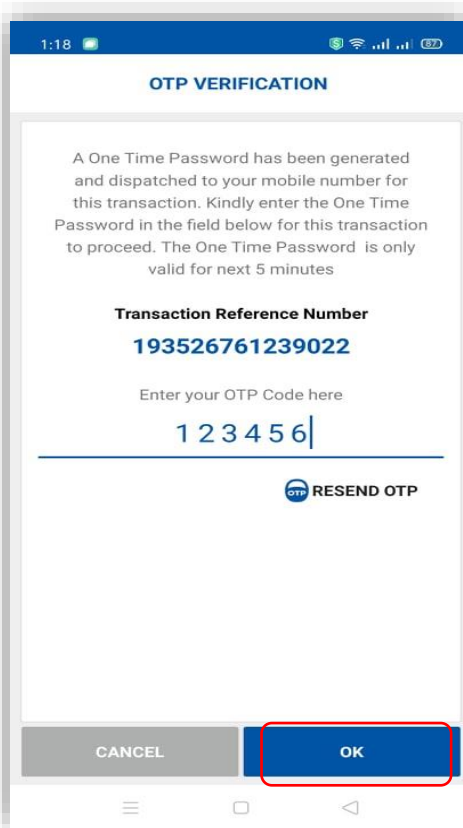 1:18
87
OTP VERIFICATION
A One Time Password has been generated
and dispatched to your mobile number for
this transaction. Kindly enter the One Time
Password in the field below for this transaction
to proceed. The One Time Password is only
valid for next 5 minutes
Transaction Reference Number
193526761239022
Enter your OTP Code here
123456
OTP RESEND OTP
CANCEL OK